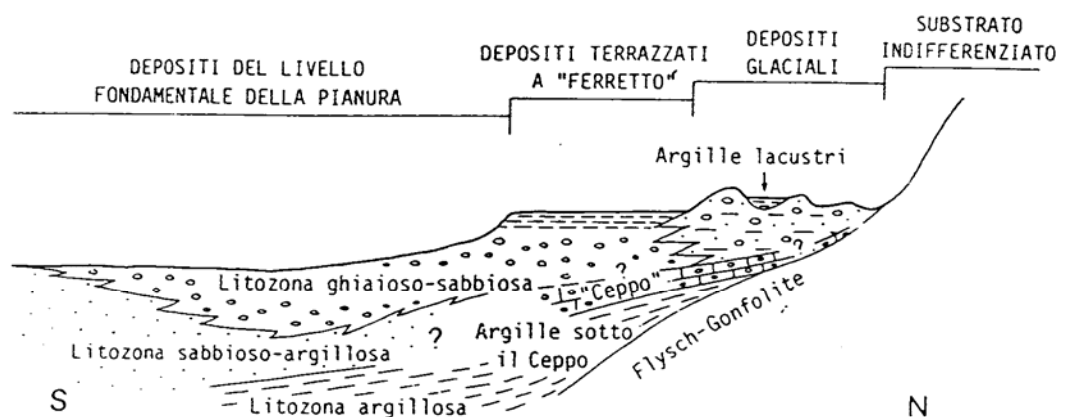 SUBSTRATO
INDIFFERENZIATO
DEPOSITI
GLACIALI
DEPOSITI TERRAZZATI
A "FERRETTO"
DEPOSITI DEL LIVELLO
FONDAMENTALE DELLA PIANURA
Argille lacustri
?
?
Litozona ghiaioso-sabbiosa
"Ceppo"
Flysch-Gonfolite
?
Argille sotto
il Ceppo
Litozona sabbioso-argillosa
Litozona argillosa
S
N